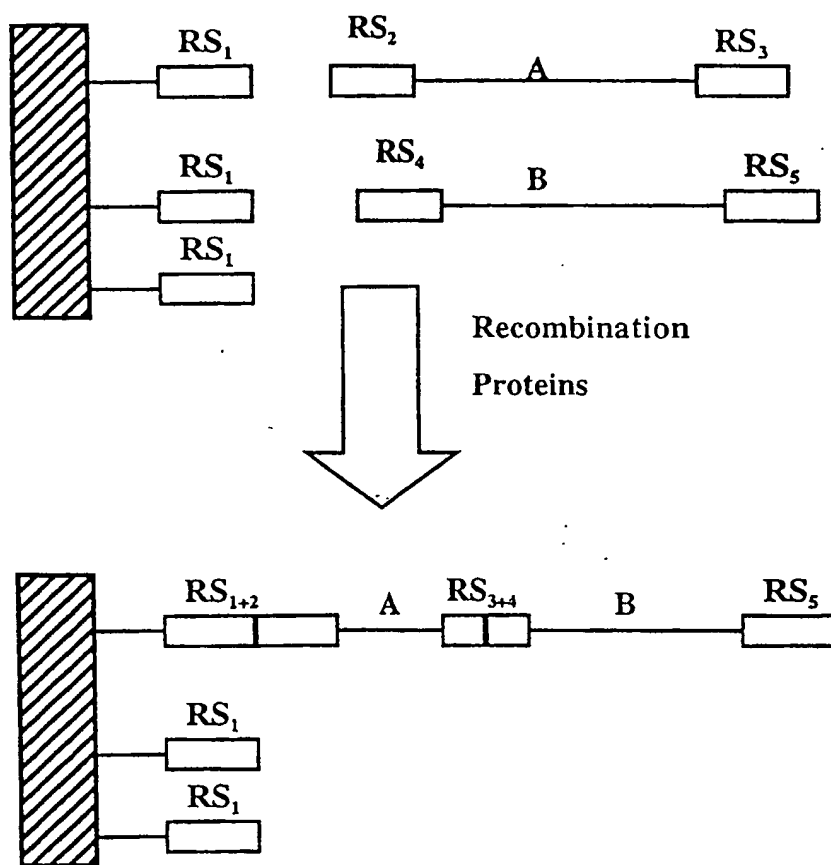 RS₁ RS₂ RS₃
A
RS₁ RS₄ B RS₅
RS₁
Recombination
Proteins
RS₁₊₂ A RS₃₊₄ B RS₅
RS₁
RS₁